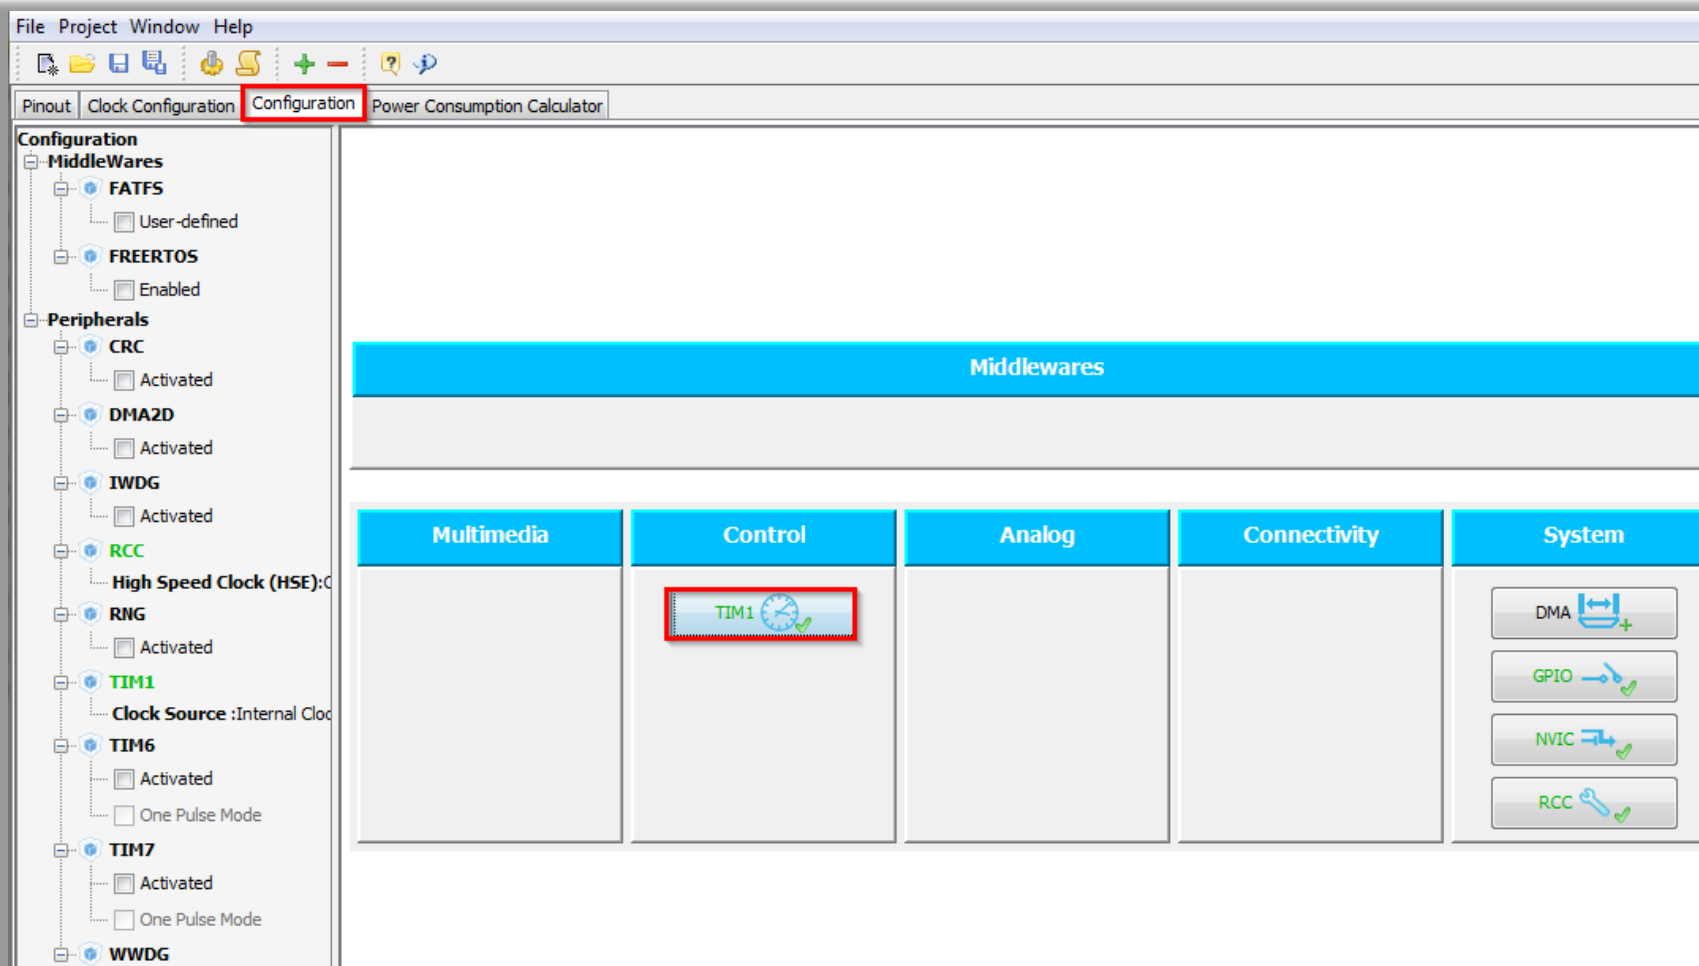 File Project Window Help
Pinout Clock Configuration Configuration Power Consumption Calculator
Configuration
MiddleWares
FATFS
User-defined
FREERTOS
Enabled
Peripherals
CRC
Activated
DMA2D
Activated
IWDG
Activated
RCC
High Speed Clock (HSE):
RNG
Activated
TIM1
Clock Source :Internal Cloc
TIM6
Activated
One Pulse Mode
TIM7
Activated
One Pulse Mode
WWDG
Middlewares
Multimedia
Control
TIM1
Analog
Connectivity
System
DMA
GPIO
NVIC
RCC